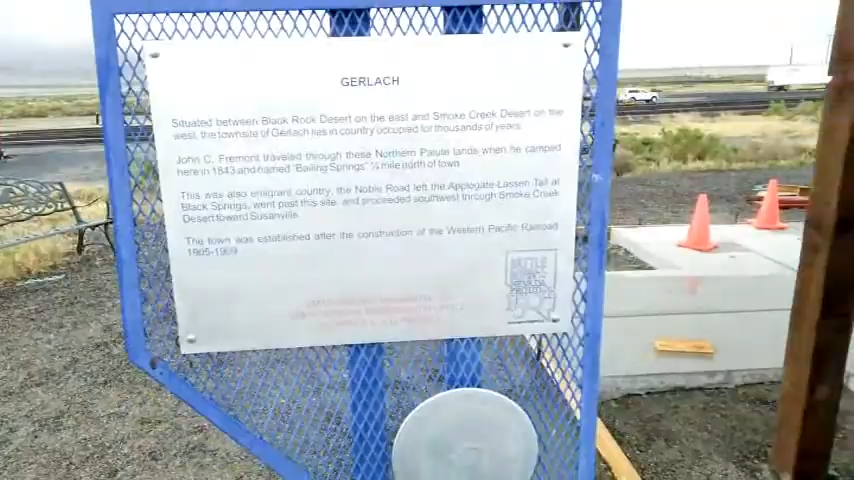 GERLACH
Situated between Black Rock Desert on the east and Smoke Creek Desert on the
west, the townsite of Gerlach lies in country occupied for thousands of years.
John C. Fremont traveled through these Northern Paiute lands when he camped
here in 1843 and named "Boiling Springs" ¼ mile north of town.
This was also emigrant country, the Noble Road left the Applegate-Lassen Tail at
Black Springs, went past this site, and proceeded southwest through Smoke Creek
Desert toward Susanville.
The town was established after the construction of the Western Pacific Railroad
1905-1909